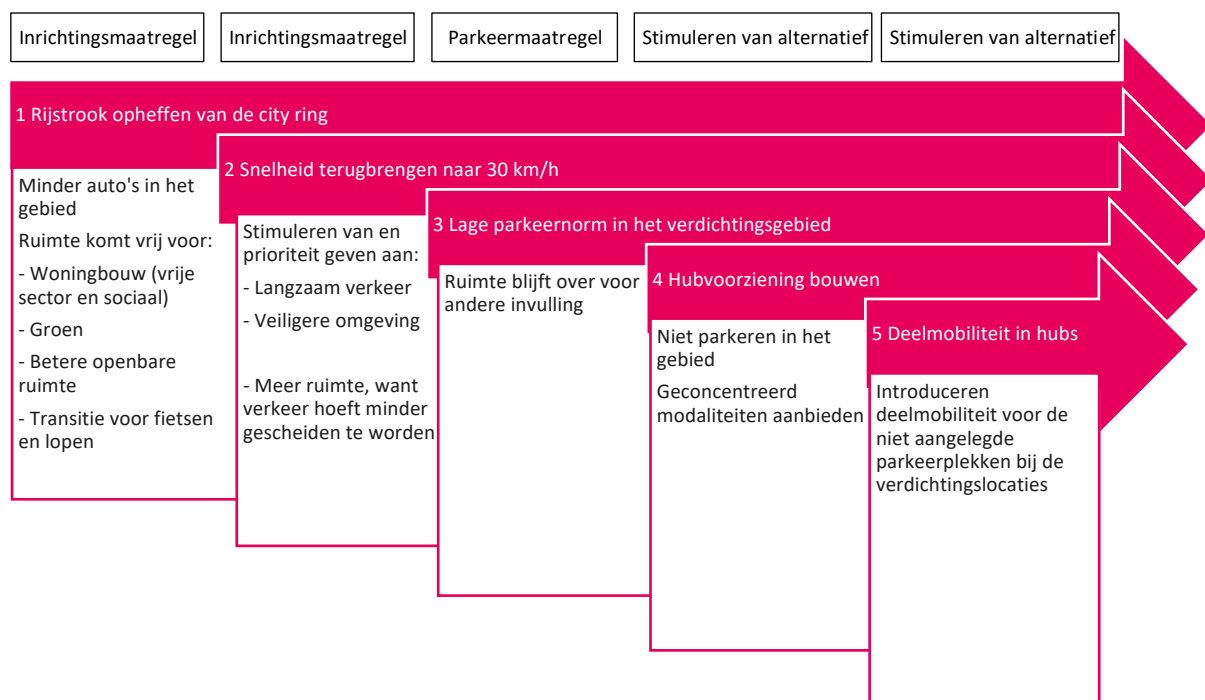 Inrichtingsmaatregel
Inrichtingsmaatregel
Parkeermaatregel
Stimuleren van alternatief
Stimuleren van alternatief
1 Rijstrook opheffen van de city ring
Minder auto's in het
gebied
Ruimte komt vrij voor:
- Woningbouw (vrije
sector en sociaal)
- Groen
- Betere openbare
ruimte
- Transitie voor fietsen
en lopen
2 Snelheid terugbrengen naar 30 km/h
Stimuleren van en
prioriteit geven aan:
- Langzaam verkeer
- Veiligere omgeving
- Meer ruimte, want
verkeer hoeft minder
gescheiden te worden
3 Lage parkeernorm in het verdichtingsgebied
Ruimte blijft over voor
andere invulling
4 Hubvoorziening bouwen
Niet parkeren in het
gebied
Geconcentreerd
modaliteiten aanbieden
5 Deelmobiliteit in hubs
Introduceren
deelmobiliteit voor de
niet aangelegde
parkeerplekken bij de
verdichtingslocaties